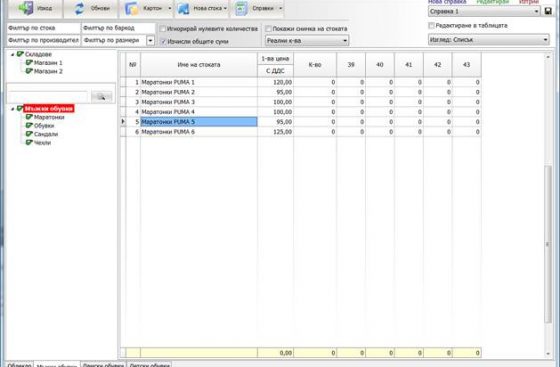 Нова справка Редактирай Изтрий
Изход Обнови Картон Нова стока Справки
Справка 1
Филтър по стока Филтър по баркод Игнорирай нулевите количества Покажи снимка на стоката Редактиране в таблицата
Филтър по производител Филтър по размери Изчисли общите суми Реални к-ва Изглед: Списък
Складове
Магазин 1
Магазин 2
Мъжки обувки
Маратонки
Обувки
Сандали
Чехли
№ Име на стоката 1-ва цена К-во 39 40 41 42 43
С ДДС
1 Маратонки PUMA 1 120,00 0 0 0 0 0 0
2 Маратонки PUMA 2 95,00 0 0 0 0 0 0
3 Маратонки PUMA 3 100,00 0 0 0 0 0 0
4 Маратонки PUMA 4 100,00 0 0 0 0 0 0
5 Маратонки PUMA 5 95,00 0 0 0 0 0 0
6 Маратонки PUMA 6 125,00 0 0 0 0 0 0
0,00 0 0 0 0 0 0
Облекло Мъжки обувки Дамски обувки Детски обувки